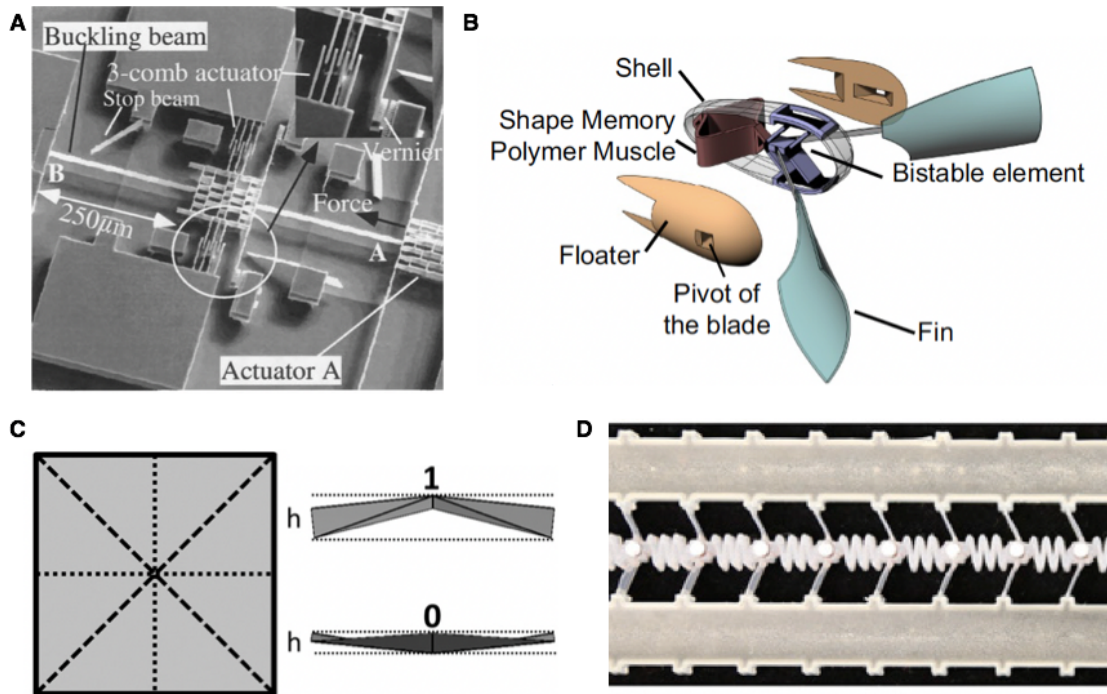 A
Buckling beam
3-comb actuator
Stop beam
Vernier
B
Force
250μm
A
Actuator A
B
Shell
Shape Memory
Polymer Muscle
Bistable element
Floater
Pivot of
the blade
Fin
C
1
h
0
h
D